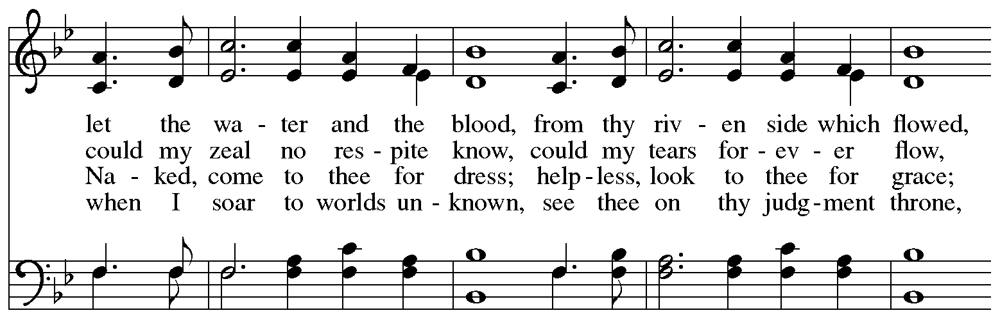 let the wa - ter and the blood, from thy riv - en side which flowed,
could my zeal no res - pite know, could my tears for - ev - er flow,
Na - ked, come to thee for dress; help - less, look to thee for grace;
when I soar to worlds un - known, see thee on thy judg - ment throne,